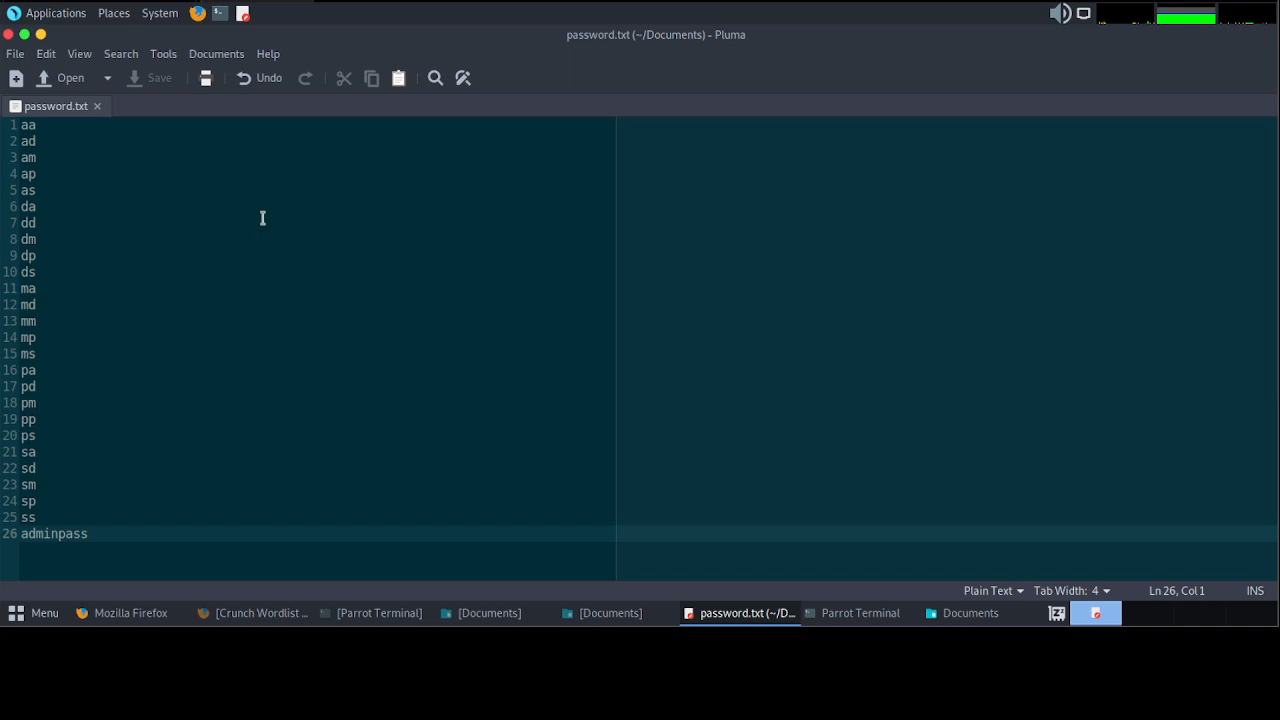 Applications Places System
password.txt (~/Documents) - Pluma
File Edit View Search Tools Documents Help
Open Save Undo
password.txt
1 aa
2 ad
3 am
4 ap
5 as
6 da
7 dd
8 dm
9 dp
10 ds
11 ma
12 md
13 mm
14 mp
15 ms
16 pa
17 pd
18 pm
19 pp
20 ps
21 sa
22 sd
23 sm
24 sp
25 ss
26 adminpass
Plain Text Tab Width: 4 Ln 26, Col 1 INS
Menu Mozilla Firefox [Crunch Wordlist ... [Parrot Terminal] [Documents] [Documents] password.txt (~/D... Parrot Terminal Documents